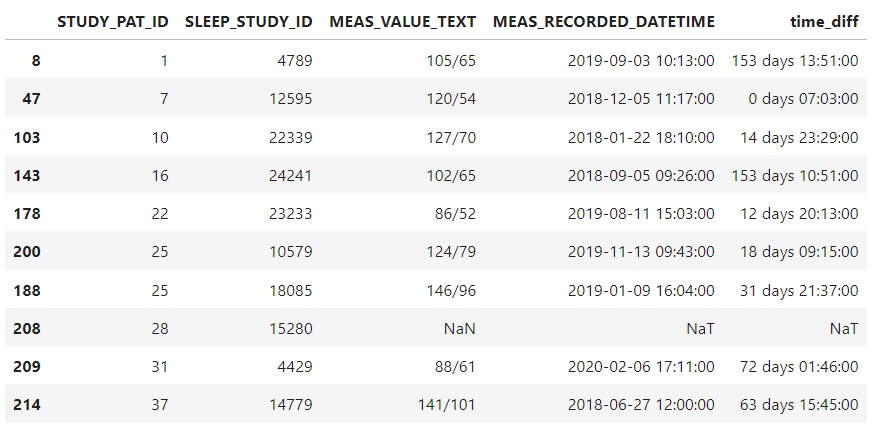 STUDY_PAT_ID SLEEP_STUDY_ID MEAS_VALUE_TEXT MEAS_RECORDED_DATETIME time_diff
8 1 4789 105/65 2019-09-03 10:13:00 153 days 13:51:00
47 7 12595 120/54 2018-12-05 11:17:00 0 days 07:03:00
103 10 22339 127/70 2018-01-22 18:10:00 14 days 23:29:00
143 16 24241 102/65 2018-09-05 09:26:00 153 days 10:51:00
178 22 23233 86/52 2019-08-11 15:03:00 12 days 20:13:00
200 25 10579 124/79 2019-11-13 09:43:00 18 days 09:15:00
188 25 18085 146/96 2019-01-09 16:04:00 31 days 21:37:00
208 28 15280 NaN NaT NaT
209 31 4429 88/61 2020-02-06 17:11:00 72 days 01:46:00
214 37 14779 141/101 2018-06-27 12:00:00 63 days 15:45:00